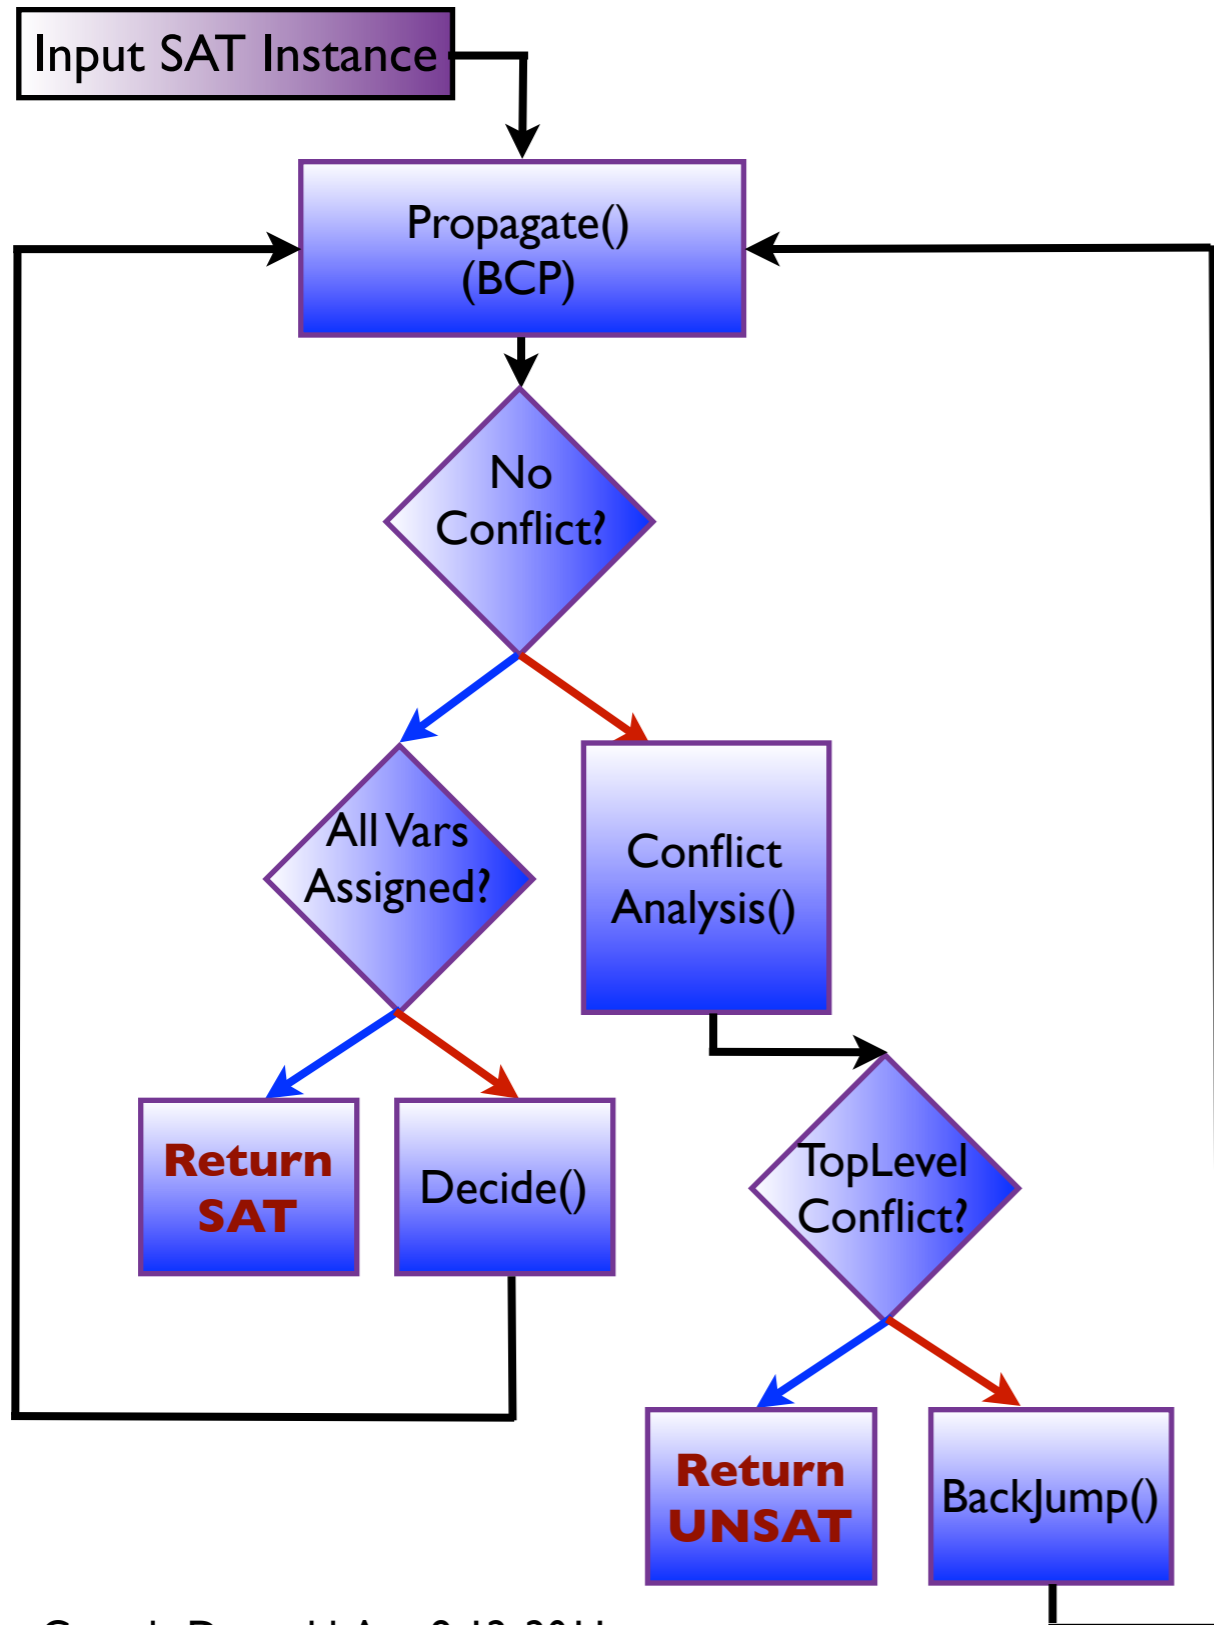 Input SAT Instance
Propagate()
(BCP)
No
Conflict?
All Vars
Assigned?
Conflict
Analysis()
Return
SAT
Decide()
TopLevel
Conflict?
Return
UNSAT
BackJump()